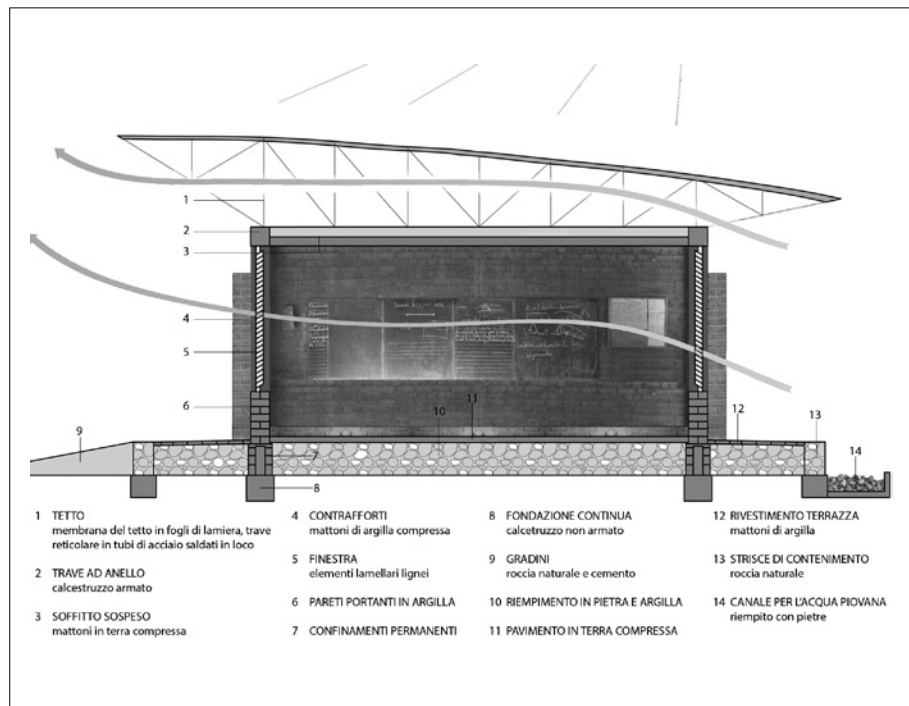 1
2
3
4
5
6
7
8
9
10
11
12
13
14
1 TETTO
membrana del tetto in fogli di lamiera, trave
reticolare in tubi di acciaio saldati in loco
2 TRAVE AD ANELLO
calcestruzzo armato
3 SOFFITTO SOSPESO
mattoni in terra compressa
4 CONTRAFFORTI
mattoni di argilla compressa
5 FINESTRA
elementi lamellari lignei
6 PARETI PORTANTI IN ARGILLA
7 CONFINAMENTI PERMANENTI
8 FONDAZIONE CONTINUA
calcetruzzo non armato
9 GRADINI
roccia naturale e cemento
10 RIEMPIMENTO IN PIETRA E ARGILLA
11 PAVIMENTO IN TERRA COMPRESSA
12 RIVESTIMENTO TERRAZZA
mattoni di argilla
13 STRISCE DI CONTENIMENTO
roccia naturale
14 CANALE PER L'ACQUA PIOVANA
riempito con pietre